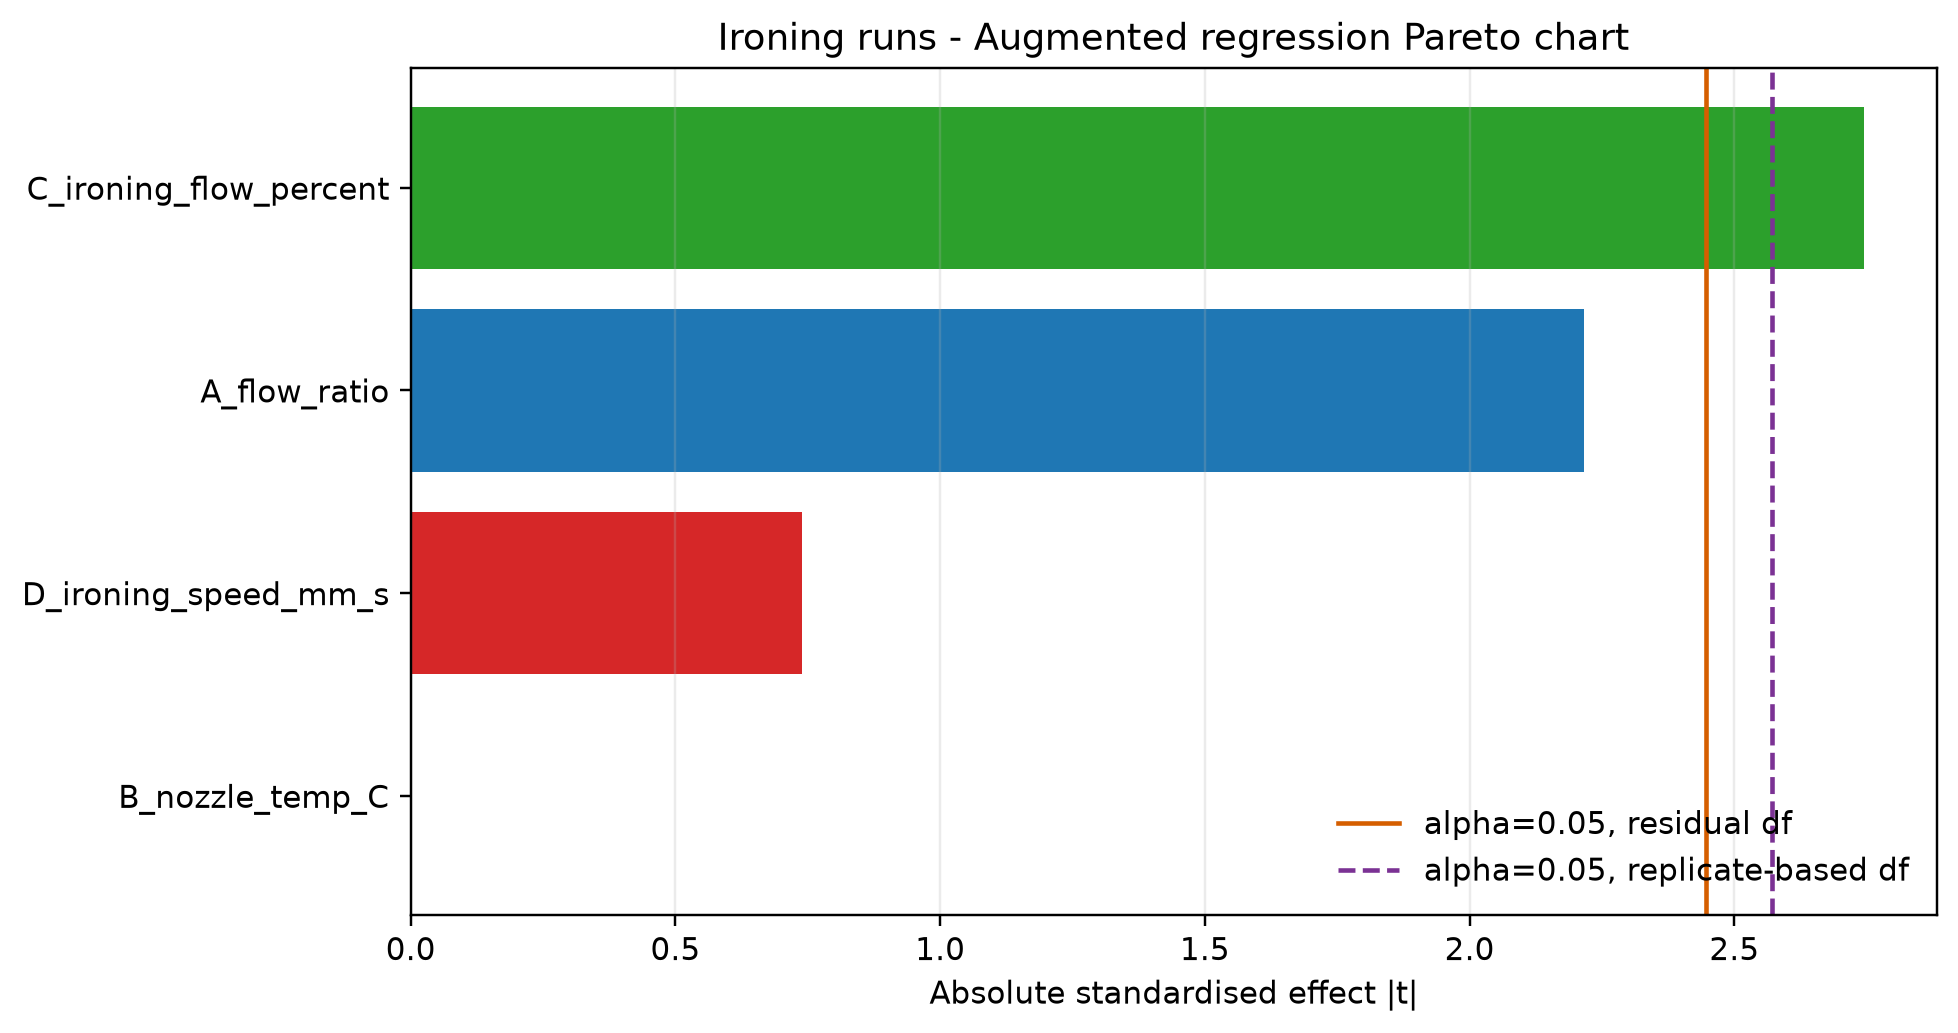 Ironing runs - Augmented regression Pareto chart
C_ironing_flow_percent
A_flow_ratio
D_ironing_speed_mm_s
B_nozzle_temp_C
alpha=0.05, residual df
alpha=0.05, replicate-based df
0.0 0.5 1.0 1.5 2.0 2.5
Absolute standardised effect |t|